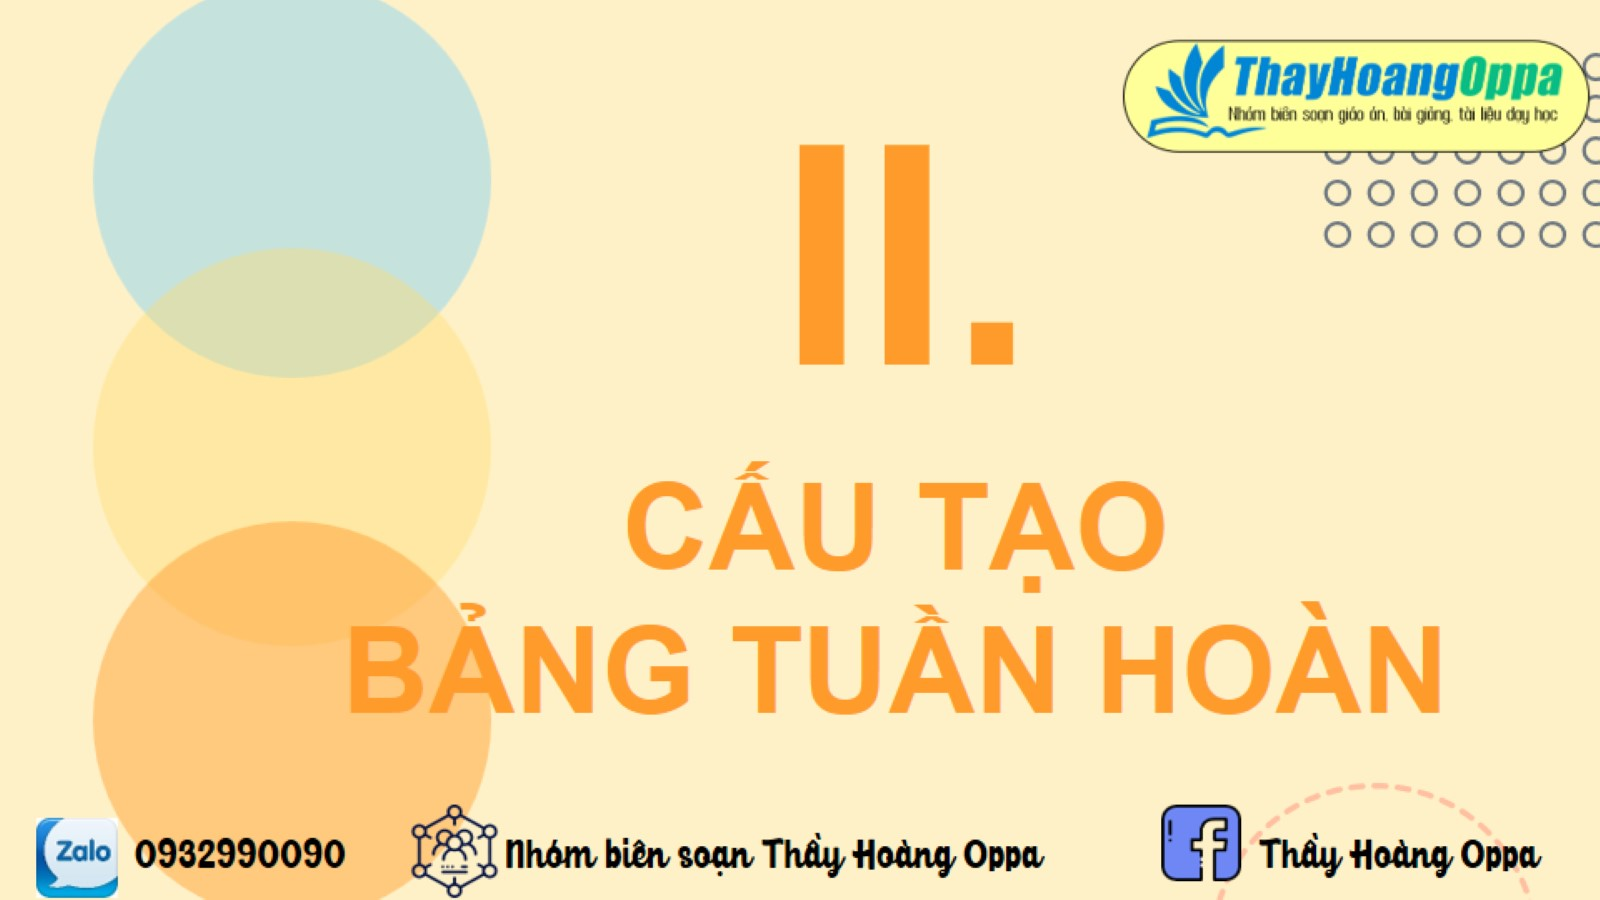 ThayHoangOppa
Nhóm biên soạn giáo án, bài giảng, tài liệu dạy học
II.
CẤU TẠO
BẢNG TUẦN HOÀN
Zalo 0932990090 Nhóm biên soạn Thầy Hoàng Oppa Thầy Hoàng Oppa